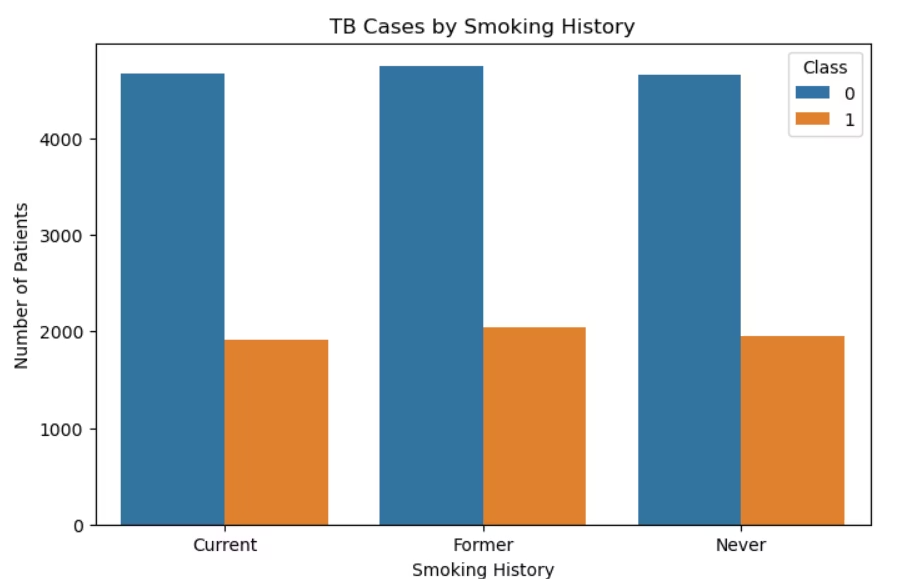 TB Cases by Smoking History
Class
0
1
4000
3000
2000
1000
0
Number of Patients
Current Former Never
Smoking History